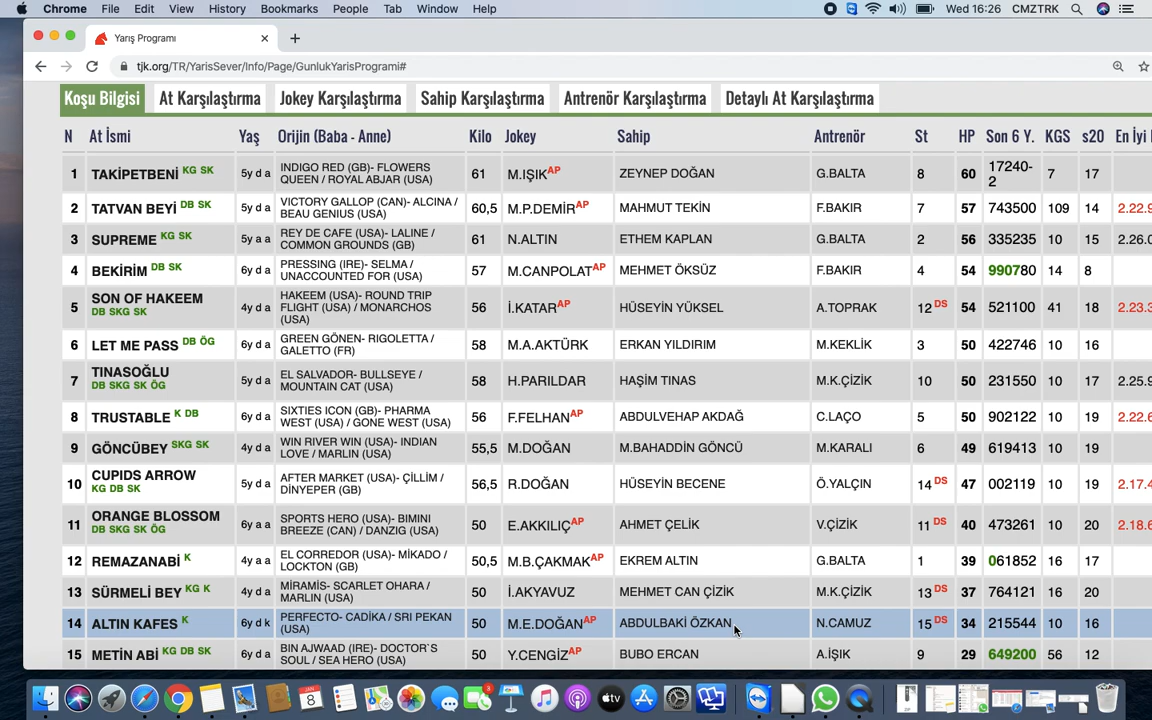 Chrome File Edit View History Bookmarks People Tab Window Help Wed 16:26 CMZTRK
Yarış Programı
tjk.org/TR/YarisSever/Info/Page/GunlukYarisProgrami#
Koşu Bilgisi At Karşılaştırma Jokey Karşılaştırma Sahip Karşılaştırma Antrenör Karşılaştırma Detaylı At Karşılaştırma
N At İsmi Yaş Orijin (Baba - Anne) Kilo Jokey Sahip Antrenör St HP Son 6 Y. KGS s20 En İyi
1 TAKİPETBENİ KG SK 5y d a INDIGO RED (GB)- FLOWERS QUEEN / ROYAL ABJAR (USA) 61 M.IŞIKAP ZEYNEP DOĞAN G.BALTA 8 60 17240-2 7 17
2 TATVAN BEYİ DB SK 5y d a VICTORY GALLOP (CAN)- ALCINA / BEAU GENIUS (USA) 60,5 M.P.DEMİRAP MAHMUT TEKİN F.BAKIR 7 57 743500 109 14 2.22.9
3 SUPREME KG SK 5y a a REY DE CAFE (USA)- LALINE / COMMON GROUNDS (GB) 61 N.ALTIN ETHEM KAPLAN G.BALTA 2 56 335235 10 15 2.26.0
4 BEKİRİM DB SK 6y d a PRESSING (IRE)- SELMA / UNACCOUNTED FOR (USA) 57 M.CANPOLATAP MEHMET ÖKSÜZ F.BAKIR 4 54 990780 14 8
5 SON OF HAKEEM DB SKG SK 4y d a HAKEEM (USA)- ROUND TRIP FLIGHT (USA) / MONARCHOS (USA) 56 İ.KATARAP HÜSEYİN YÜKSEL A.TOPRAK 12 DS 54 521100 41 18 2.23.3
6 LET ME PASS DB ÖG 6y d a GREEN GÖNEN- RIGOLETTA / GALETTO (FR) 58 M.A.AKTÜRK ERKAN YILDIRIM M.KEKLİK 3 50 422746 10 16
7 TINASOĞLU DB SKG SK ÖG 5y d a EL SALVADOR- BULLSEYE / MOUNTAIN CAT (USA) 58 H.PARILDAR HAŞİM TINAS M.K.ÇİZİK 10 50 231550 10 17 2.25.9
8 TRUSTABLE K DB 6y d a SIXTIES ICON (GB)- PHARMA WEST (USA) / GONE WEST (USA) 56 F.FELHANAP ABDULVEHAP AKDAĞ C.LAÇO 5 50 902122 10 19 2.22.6
9 GÖNCÜBEY SKG SK 4y d a WIN RIVER WIN (USA)- INDIAN LOVE / MARLIN (USA) 55,5 M.DOĞAN M.BAHADDİN GÖNCÜ M.KARALI 6 49 619413 10 19
10 CUPIDS ARROW KG DB SK 5y d a AFTER MARKET (USA)- ÇİLLİM / DİNYEPER (GB) 56,5 R.DOĞAN HÜSEYİN BECENE Ö.YALÇIN 14 DS 47 002119 10 19 2.17.4
11 ORANGE BLOSSOM DB SKG SK ÖG 6y a a SPORTS HERO (USA)- BIMINI BREEZE (CAN) / DANZIG (USA) 50 E.AKKILIÇAP AHMET ÇELİK V.ÇİZİK 11 DS 40 473261 10 20 2.18.6
12 REMAZANABİ K 4y a a EL CORREDOR (USA)- MİKADO / LOCKTON (GB) 50,5 M.B.ÇAKMAKAP EKREM ALTIN G.BALTA 1 39 061852 16 17
13 SÜRMELİ BEY KG K 4y d a MİRAMİS- SCARLET OHARA / MARLIN (USA) 50 İ.AKYAVUZ MEHMET CAN ÇİZİK M.K.ÇİZİK 13 DS 37 764121 16 20
14 ALTIN KAFES K 6y d k PERFECTO- CADİKA / SRI PEKAN (USA) 50 M.E.DOĞANAP ABDULBAKİ ÖZKAN N.CAMUZ 15 DS 34 215544 10 16
15 METİN ABİ KG DB SK 6y d a BIN AJWAAD (IRE)- DOCTOR`S SOUL / SEA HERO (USA) 50 Y.CENGİZAP BUBO ERCAN A.IŞIK 9 29 649200 56 12